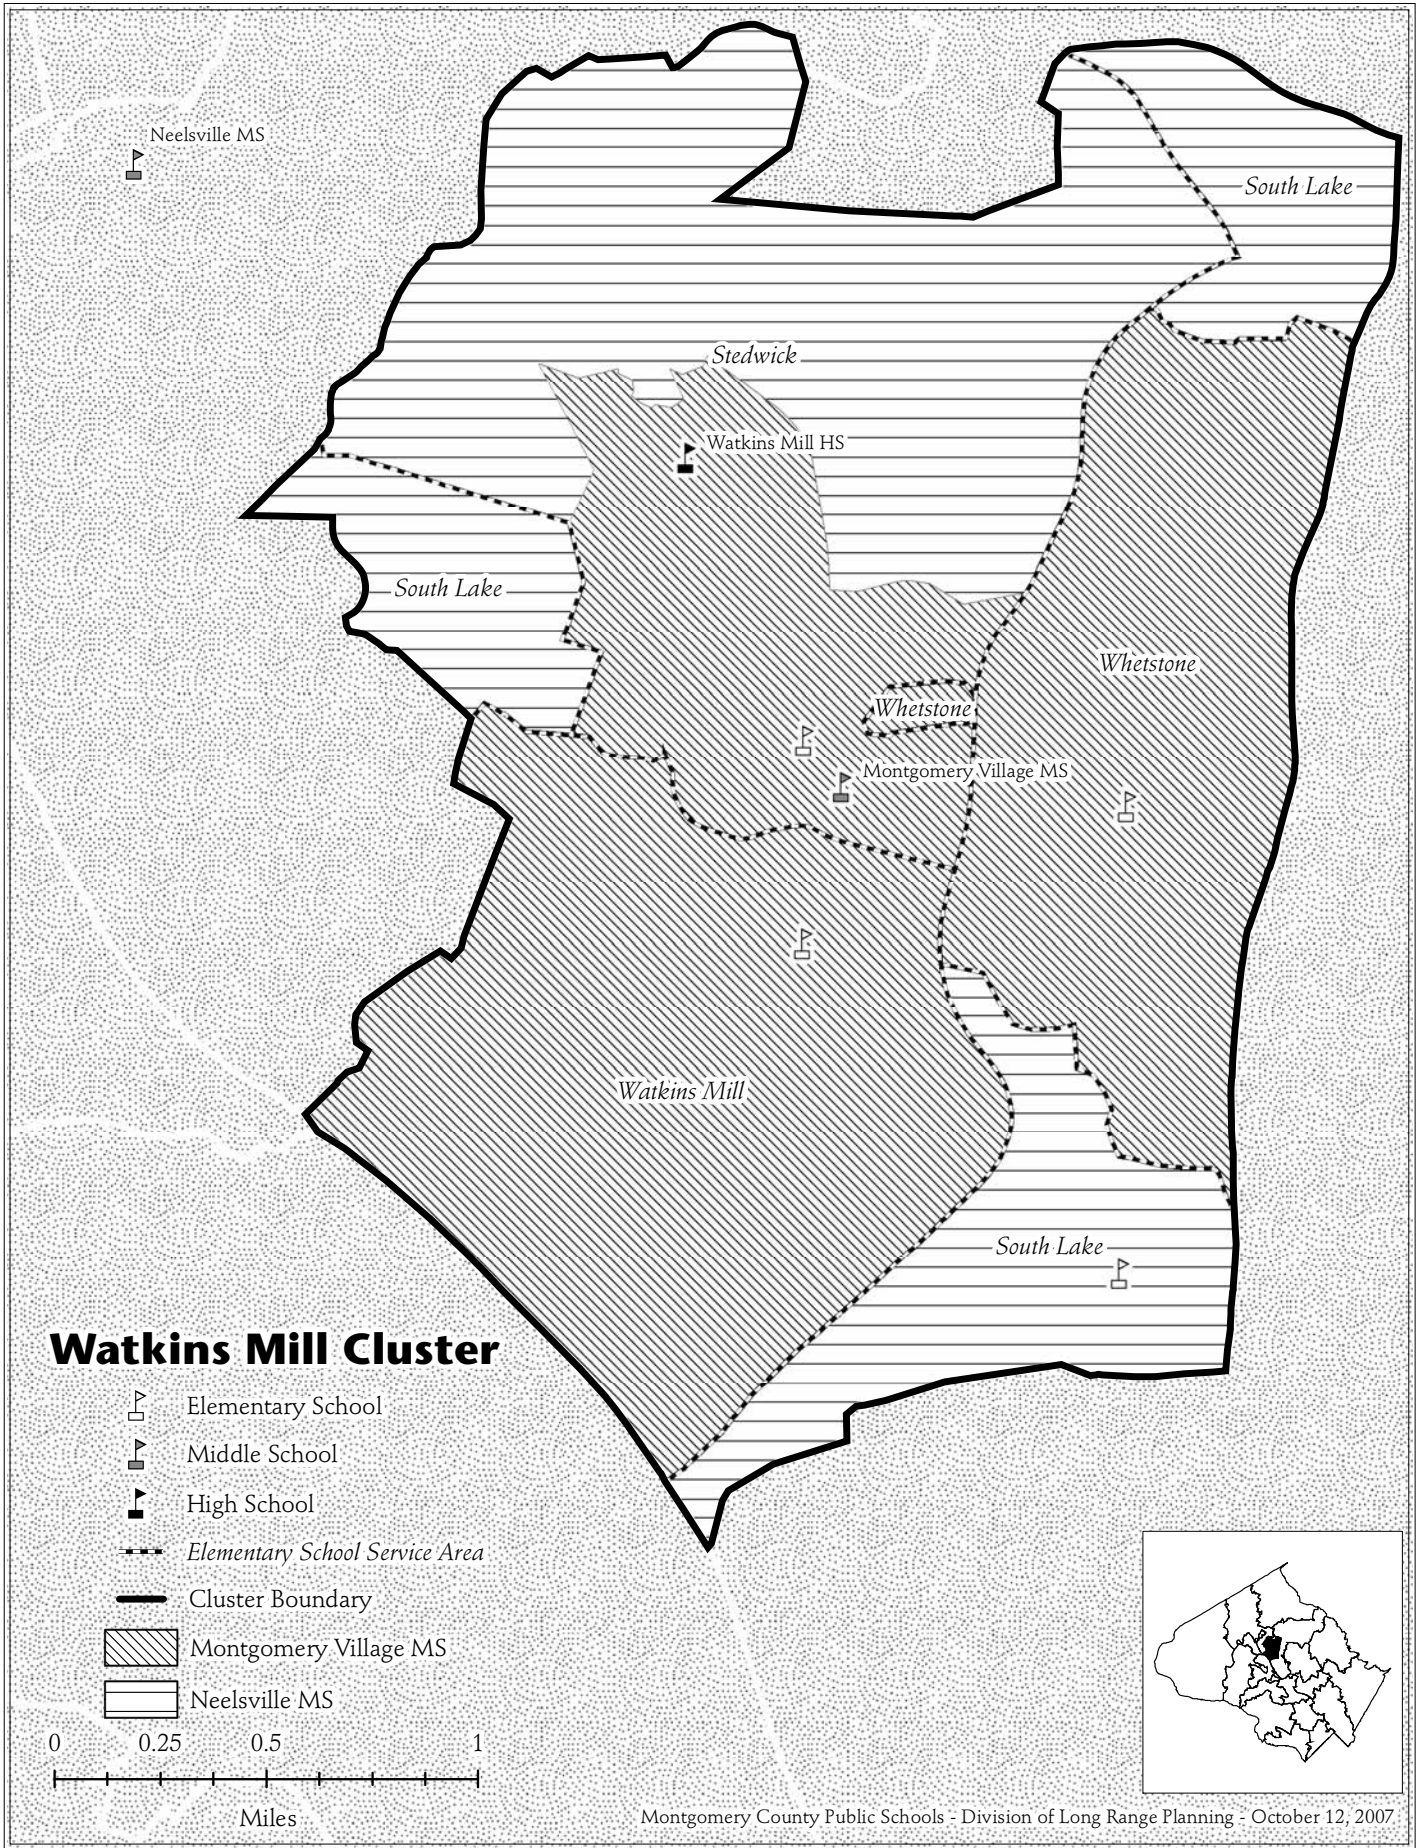 Neelsville MS
South Lake
Stedwick
Watkins Mill HS
South Lake
Whetstone
Whetstone
Montgomery Village MS
Watkins Mill
South Lake
Watkins Mill Cluster
Elementary School
Middle School
High School
Elementary School Service Area
Cluster Boundary
Montgomery Village MS
Neelsville MS
0 0.25 0.5 1
Miles
Montgomery County Public Schools - Division of Long Range Planning - October 12, 2007